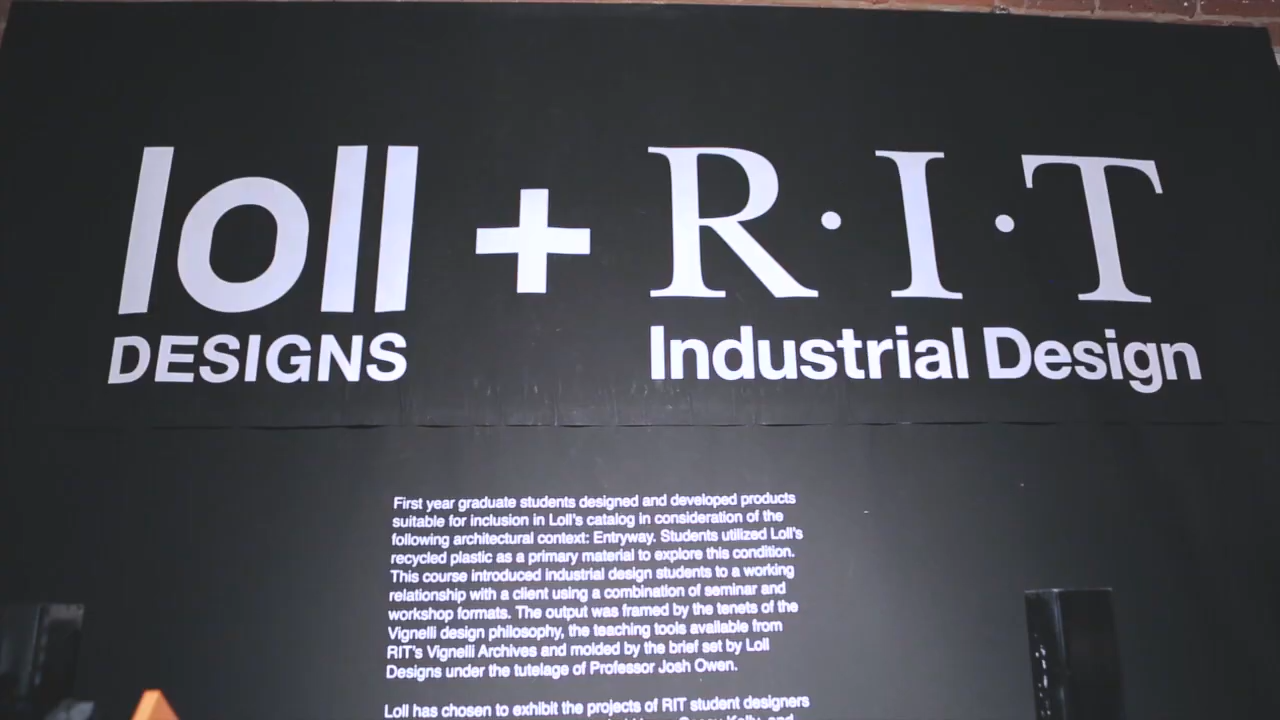 loll + R·I·T
DESIGNS Industrial Design
First year graduate students designed and developed products
suitable for inclusion in Loll's catalog in consideration of the
following architectural context: Entryway. Students utilized Loll's
recycled plastic as a primary material to explore this condition.
This course introduced industrial design students to a working
relationship with a client using a combination of seminar and
workshop formats. The output was framed by the tenets of the
Vignelli design philosophy, the teaching tools available from
RIT's Vignelli Archives and molded by the brief set by Loll
Designs under the tutelage of Professor Josh Owen.
Loll has chosen to exhibit the projects of RIT student designers